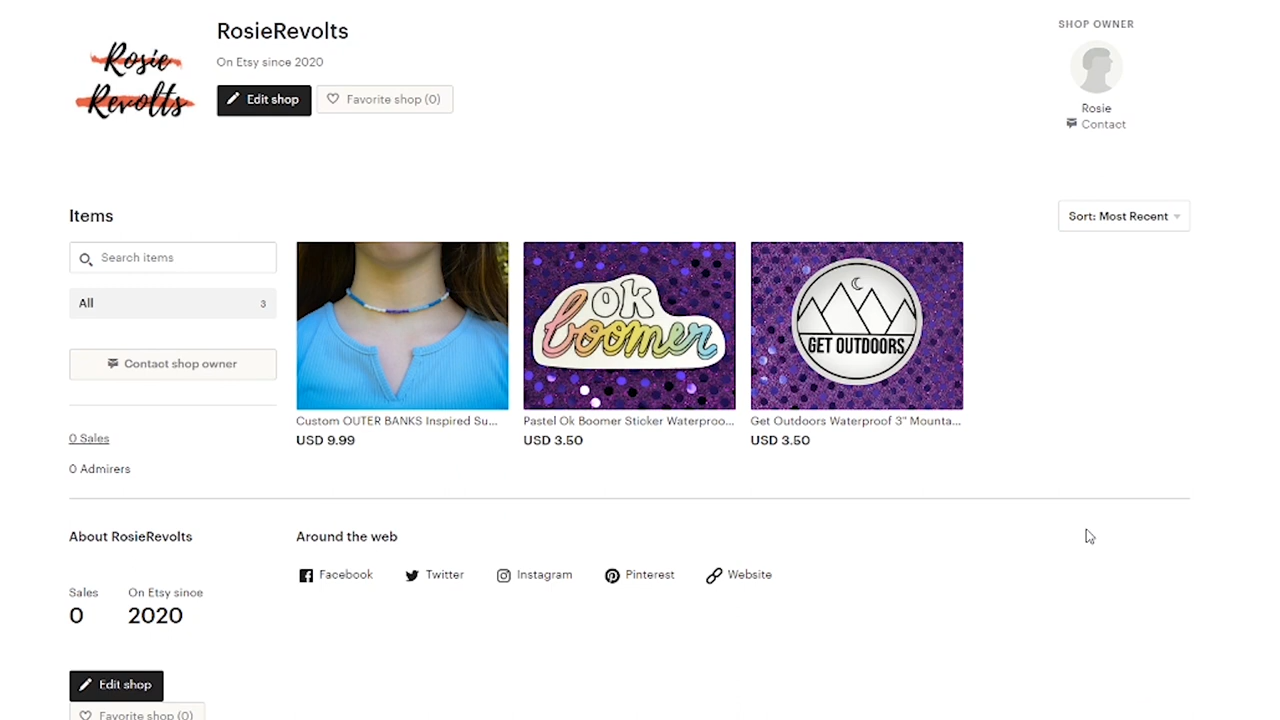 RosieRevolts
On Etsy since 2020
Edit shop
Favorite shop (0)
Rosie
Revolts
SHOP OWNER
Rosie
Contact
Items
Sort: Most Recent
Search items
All 3
Contact shop owner
0 Sales
0 Admirers
ok
boomer
GET OUTDOORS
Custom OUTER BANKS Inspired Su...
USD 9.99
Pastel Ok Boomer Sticker Waterproo...
USD 3.50
Get Outdoors Waterproof 3" Mounta...
USD 3.50
About RosieRevolts
Sales
0
On Etsy since
2020
Around the web
Facebook
Twitter
Instagram
Pinterest
Website
Edit shop
Favorite shop (0)